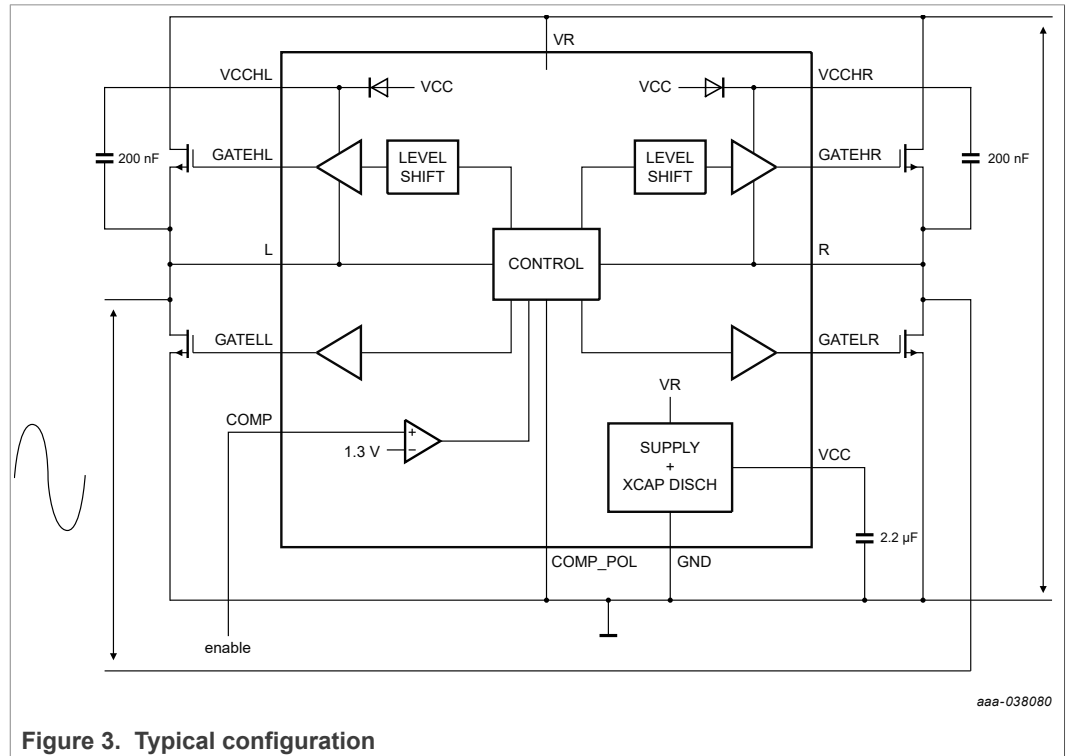 VR
VCCHL
VCCHR
VCC
VCC
200 nF
GATEHL
LEVEL
SHIFT
LEVEL
SHIFT
GATEHR
200 nF
L
CONTROL
R
GATELL
GATELR
VR
COMP
+
1.3 V
−
SUPPLY
+
XCAP DISCH
VCC
2.2 µF
COMP_POL
GND
enable
aaa-038080
Figure 3. Typical configuration